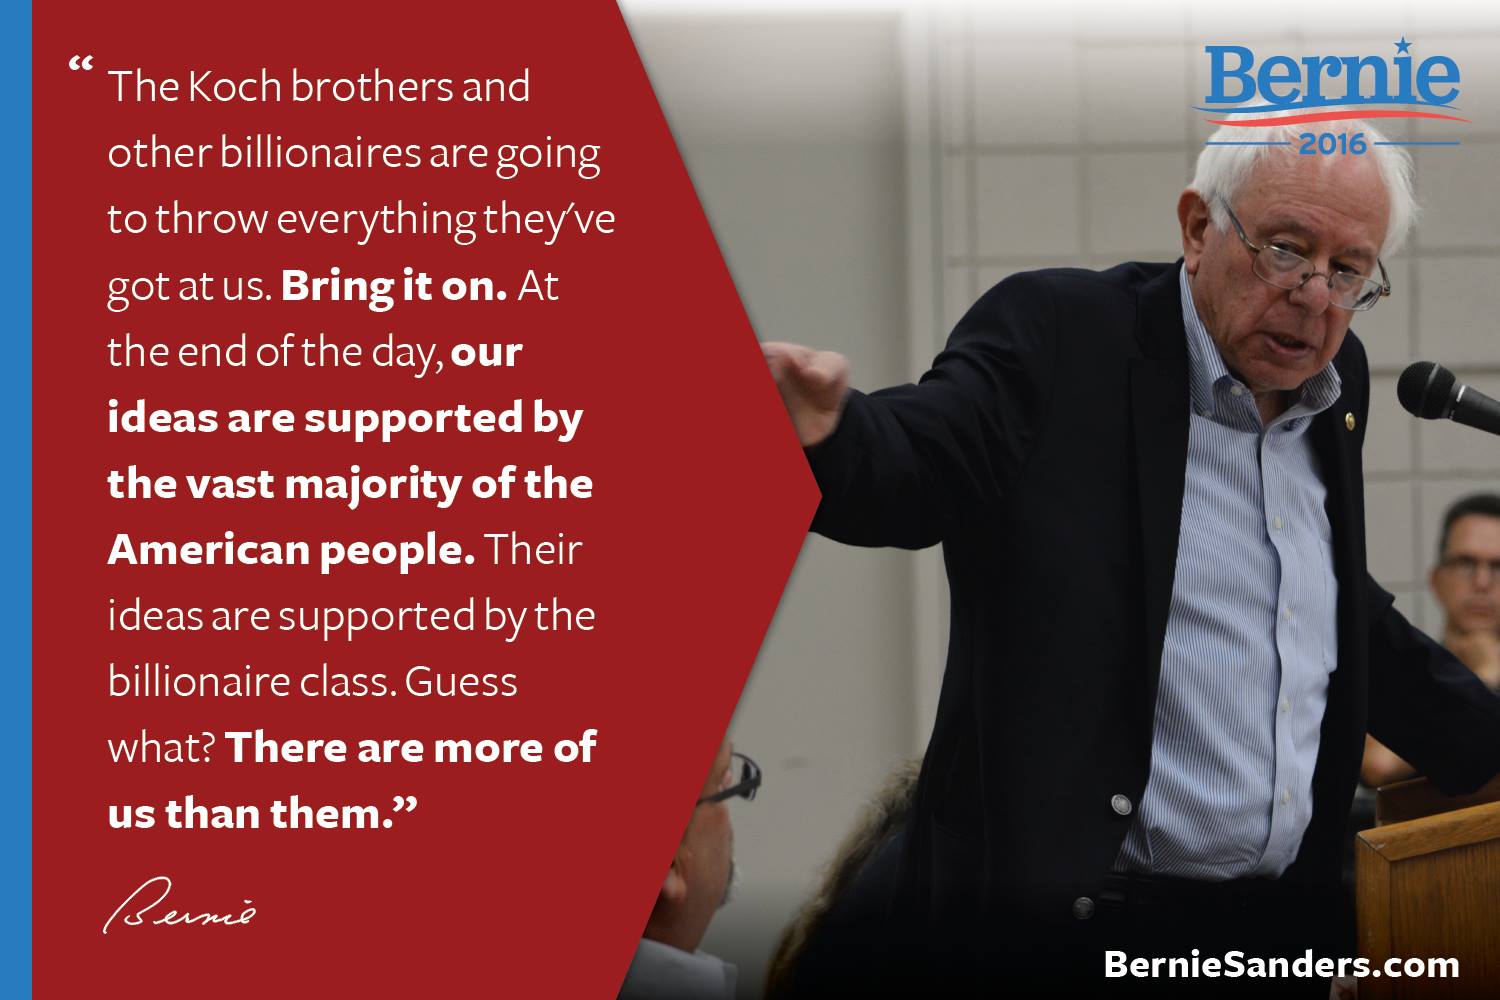 “ The Koch brothers and
other billionaires are going
to throw everything they've
got at us. Bring it on. At
the end of the day, our
ideas are supported by
the vast majority of the
American people. Their
ideas are supported by the
billionaire class. Guess
what? There are more of
us than them.”
Bernie
Bernie
2016
BernieSanders.com